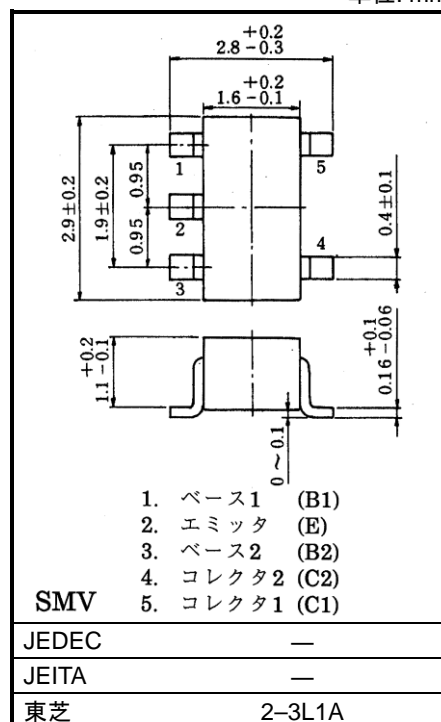 +0.2
2.8 -0.3
+0.2
1.6 -0.1
2.9±0.2
1.9±0.2
0.95
0.95
1
2
3
5
4
0.4±0.1
+0.2
1.1 -0.1
+0.1
0.16 -0.06
0 ~ 0.1
1. ベース1 (B1)
2. エミッタ (E)
3. ベース2 (B2)
4. コレクタ2 (C2)
SMV 5. コレクタ1 (C1)
JEDEC —
JEITA —
東芝 2–3L1A